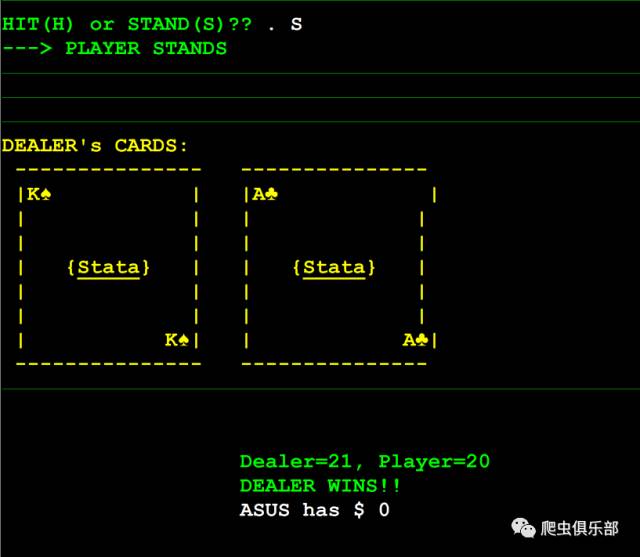 HIT(H) or STAND(S)?? . S
---> PLAYER STANDS
DEALER's CARDS:
K♠ A♣
{Stata} {Stata}
K♠ A♣
Dealer=21, Player=20
DEALER WINS!!
ASUS has $ 0
爬虫俱乐部